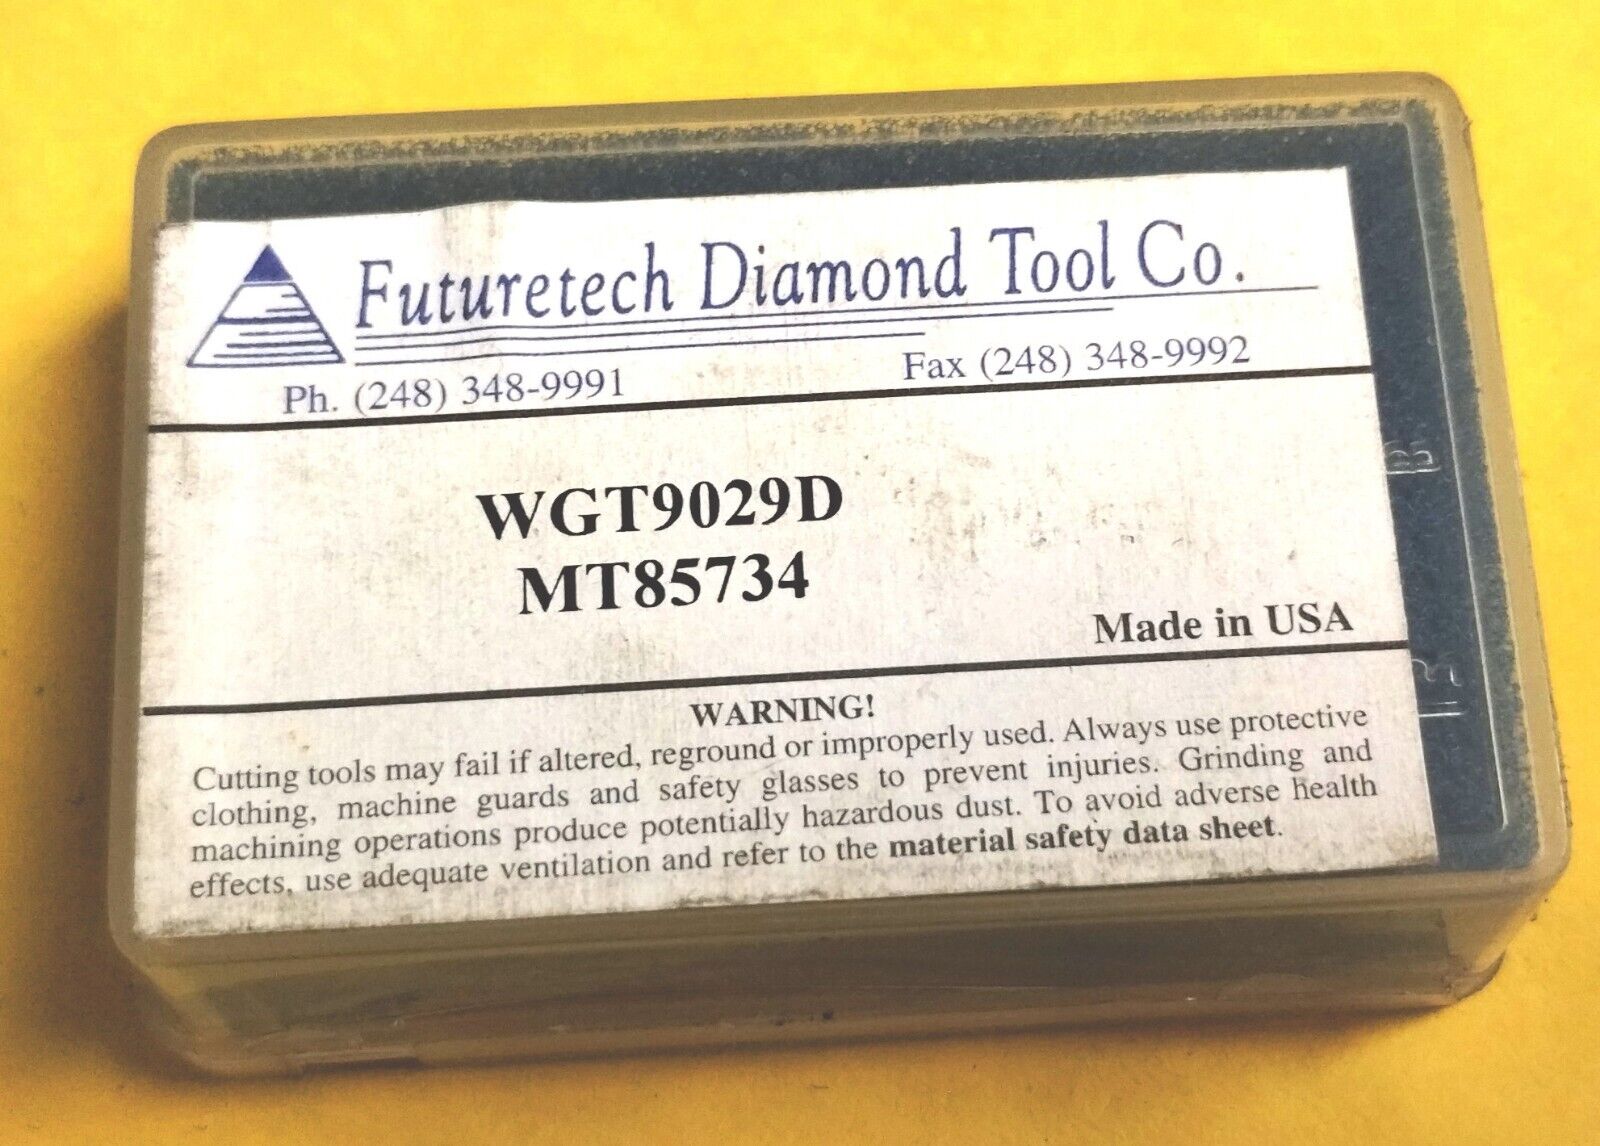 Futuretech Diamond Tool Co.
Ph. (248) 348-9991 Fax (248) 348-9992
WGT9029D
MT85734
Made in USA
WARNING!
Cutting tools may fail if altered, reground or improperly used. Always use protective
clothing, machine guards and safety glasses to prevent injuries. Grinding and
machining operations produce potentially hazardous dust. To avoid adverse health
effects, use adequate ventilation and refer to the material safety data sheet.